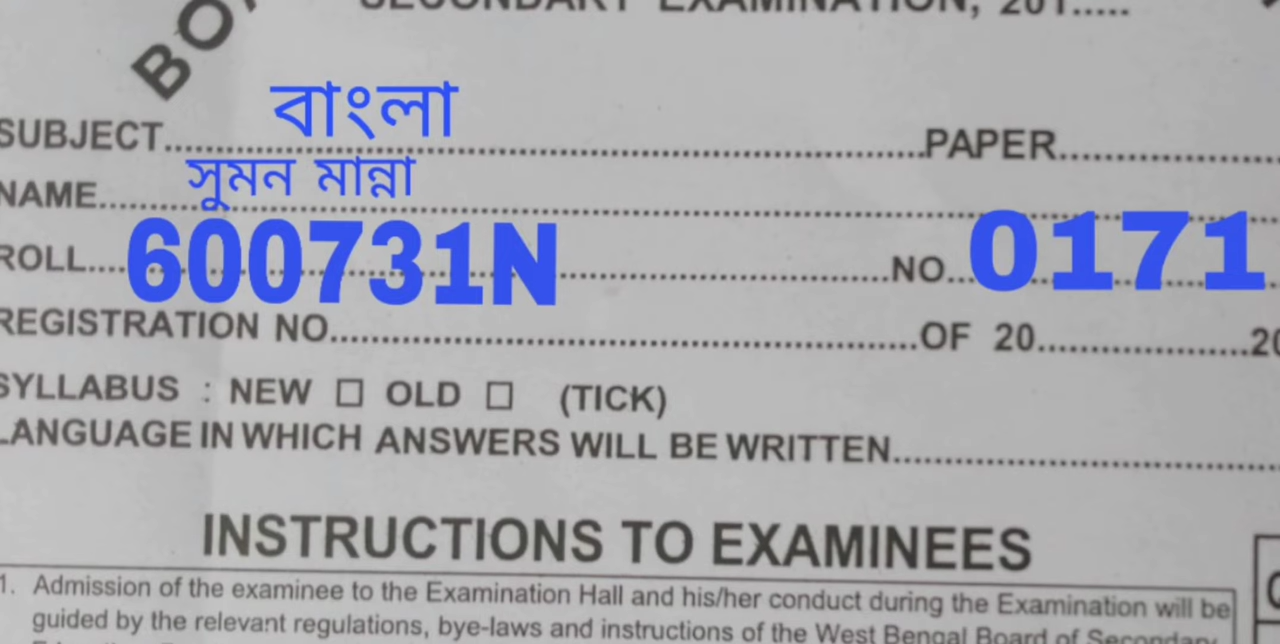 BO
SECONDARY EXAMINATION, 201.....
SUBJECT.....বাংলা.....PAPER.....
NAME.....সুমন মান্না.....
ROLL....600731N.....NO...0171
REGISTRATION NO.....OF 20.....20
SYLLABUS : NEW ☐ OLD ☐ (TICK)
LANGUAGE IN WHICH ANSWERS WILL BE WRITTEN.....
INSTRUCTIONS TO EXAMINEES
1. Admission of the examinee to the Examination Hall and his/her conduct during the Examination will be
guided by the relevant regulations, bye-laws and instructions of the West Bengal Board of Secondary